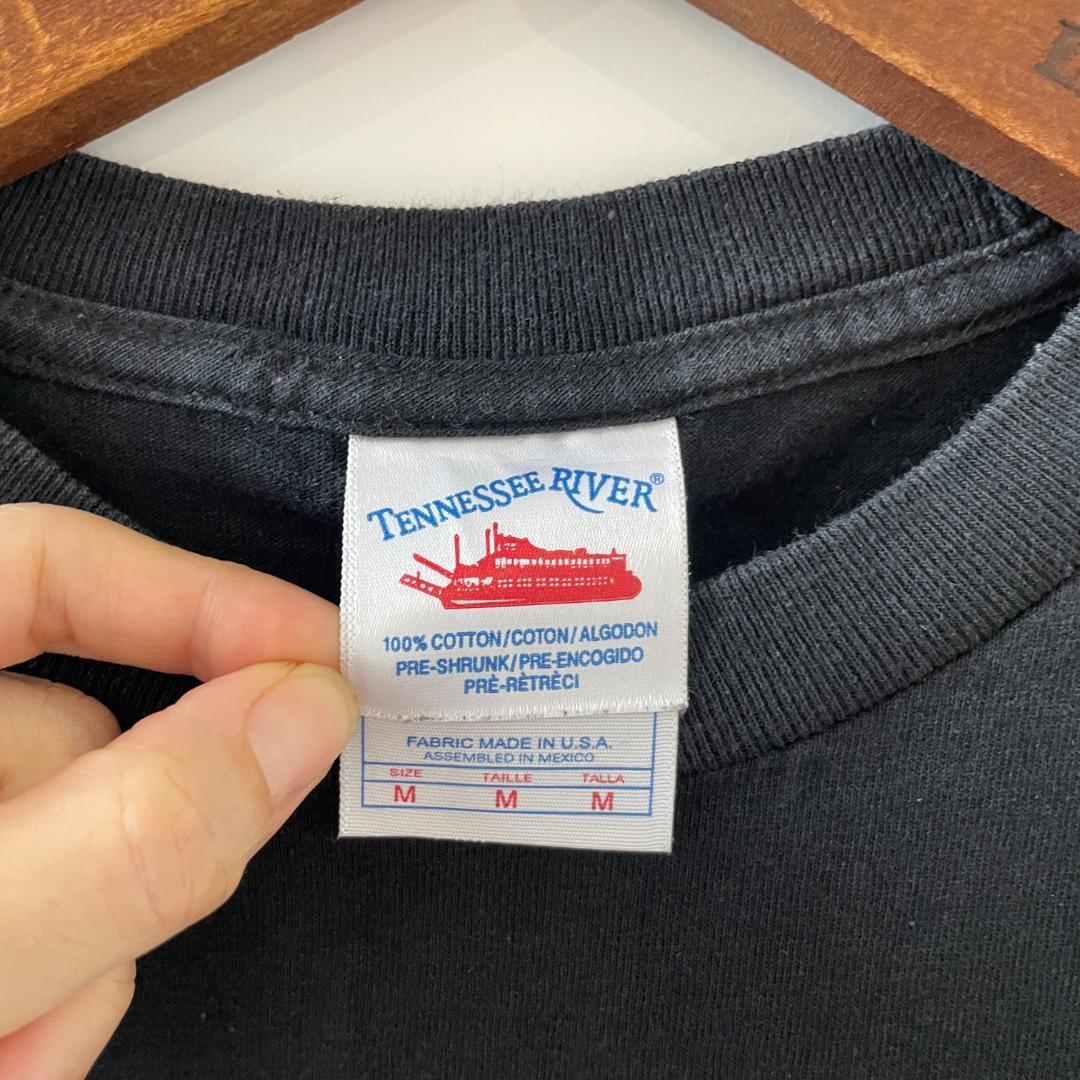 TENNESSEE RIVER®
100% COTTON/COTON/ALGODON
PRE-SHRUNK/PRE-ENCOGIDO
PRÈ-RÈTRÈCI
FABRIC MADE IN U.S.A.
ASSEMBLED IN MEXICO
SIZE TAILLE TALLA
M M M